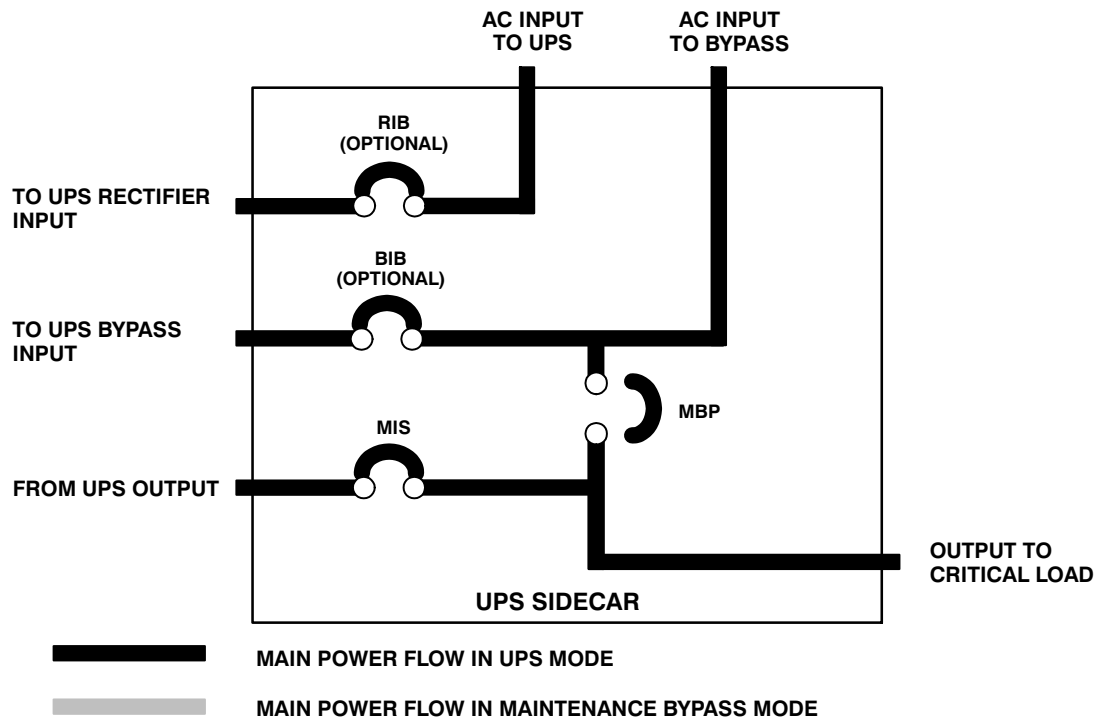 AC INPUT
TO UPS
AC INPUT
TO BYPASS
RIB
(OPTIONAL)
TO UPS RECTIFIER
INPUT
BIB
(OPTIONAL)
TO UPS BYPASS
INPUT
MBP
MIS
FROM UPS OUTPUT
OUTPUT TO
CRITICAL LOAD
UPS SIDECAR
MAIN POWER FLOW IN UPS MODE
MAIN POWER FLOW IN MAINTENANCE BYPASS MODE